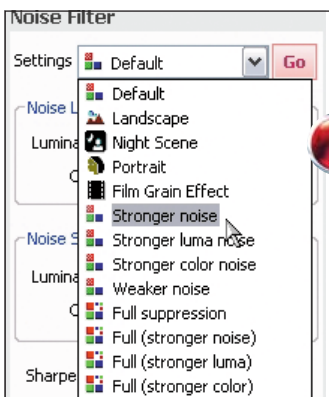 Noise Filter
Settings Default Go
Default
Noise L
Landscape
Lumina Night Scene
Portrait
C
Film Grain Effect
Stronger noise
Noise S Stronger luma noise
Stronger color noise
Lumina
Weaker noise
C Full suppression
Full (stronger noise)
Full (stronger luma)
Sharpe
Full (stronger color)